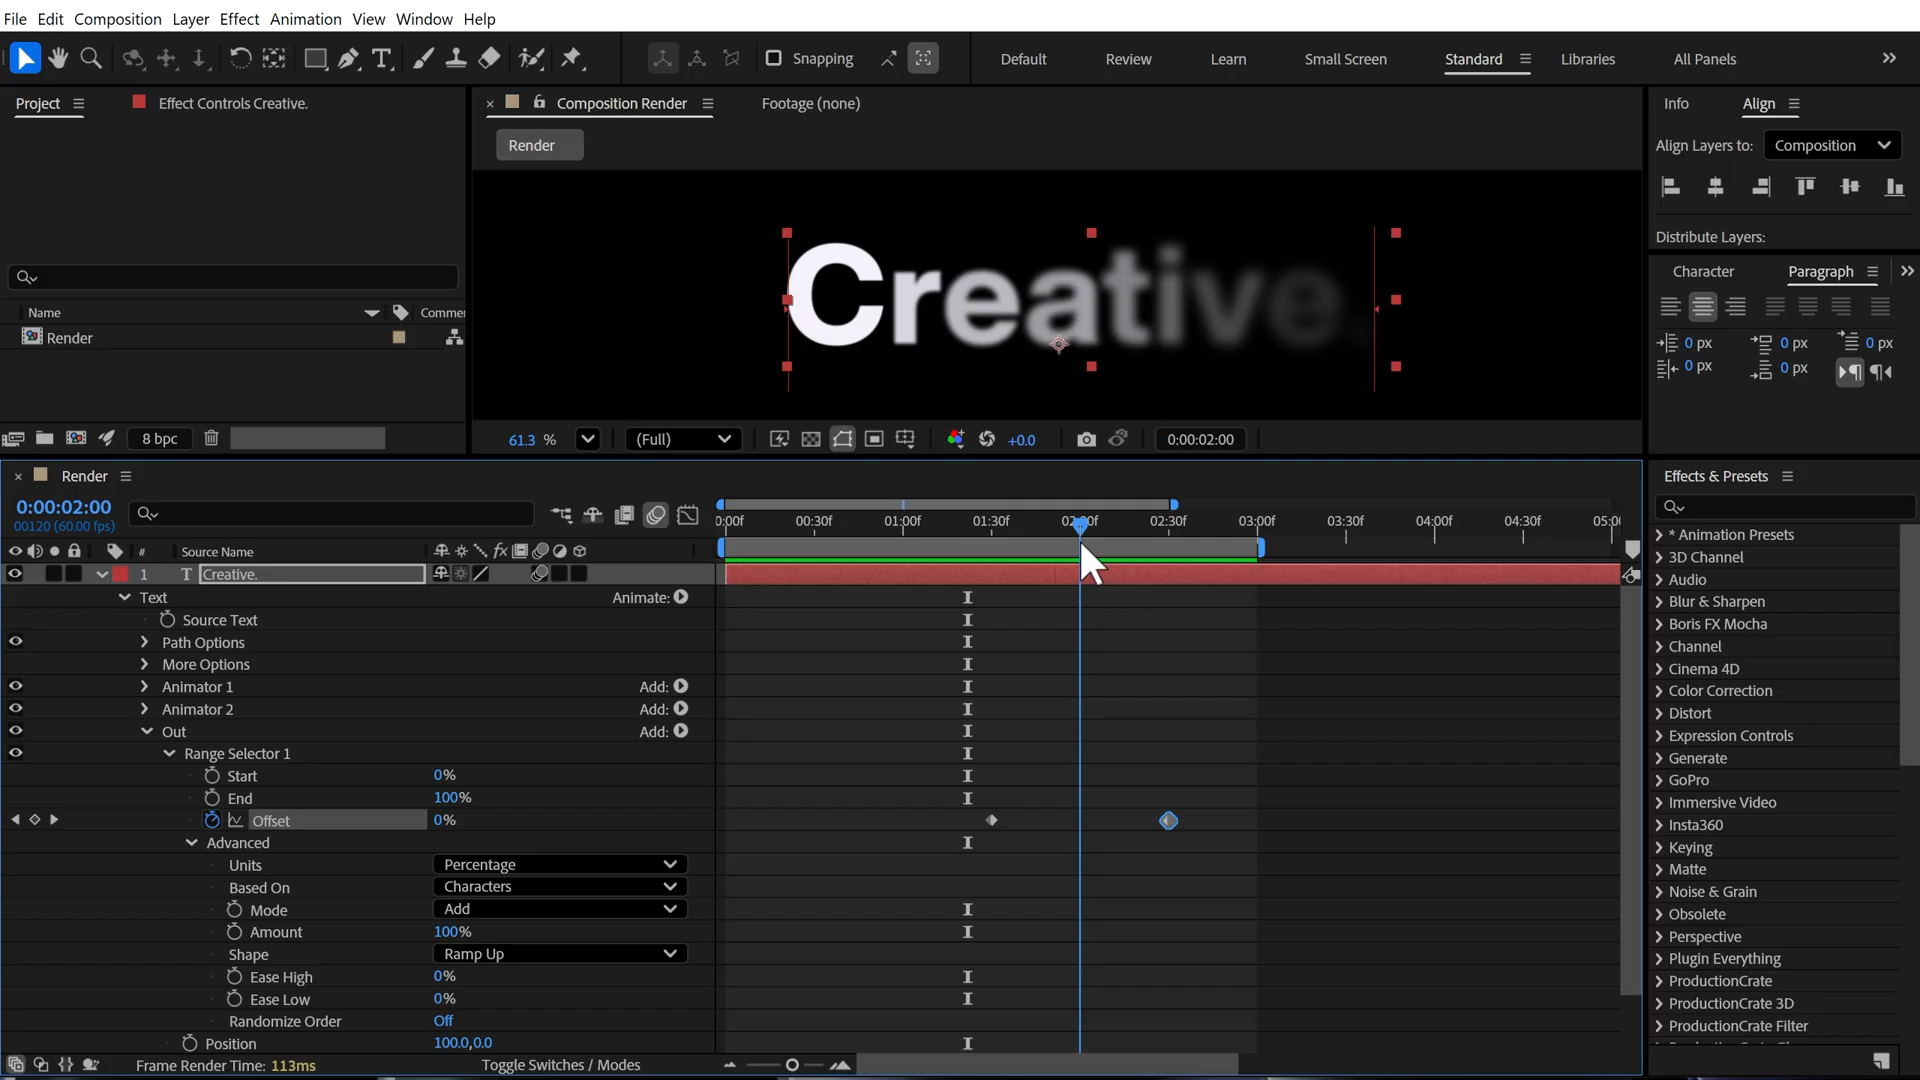 File Edit Composition Layer Effect Animation View Window Help
Snapping
Default Review Learn Small Screen Standard Libraries All Panels
Project Effect Controls Creative.
Composition Render Footage (none)
Render
Info Align
Align Layers to: Composition
Distribute Layers:
Character Paragraph
0 px 0 px 0 px
0 px 0 px
Creative.
Name Comme
Render
8 bpc
61.3 % (Full) +0.0 0:00:02:00
Render
0:00:02:00
00120 (60.00 fps)
0:00f 00:30f 01:00f 01:30f 02:00f 02:30f 03:00f 03:30f 04:00f 04:30f 05:0
# Source Name fx
1 T Creative.
Text Animate:
Source Text
Path Options
More Options
Animator 1 Add:
Animator 2 Add:
Out Add:
Range Selector 1
Start 0%
End 100%
Offset 0%
Advanced
Units Percentage
Based On Characters
Mode Add
Amount 100%
Shape Ramp Up
Ease High 0%
Ease Low 0%
Randomize Order Off
Position 100.0,0.0
Frame Render Time: 113ms Toggle Switches / Modes
Effects & Presets
* Animation Presets
3D Channel
Audio
Blur & Sharpen
Boris FX Mocha
Channel
Cinema 4D
Color Correction
Distort
Expression Controls
Generate
GoPro
Immersive Video
Insta360
Keying
Matte
Noise & Grain
Obsolete
Perspective
Plugin Everything
ProductionCrate
ProductionCrate 3D
ProductionCrate Filter